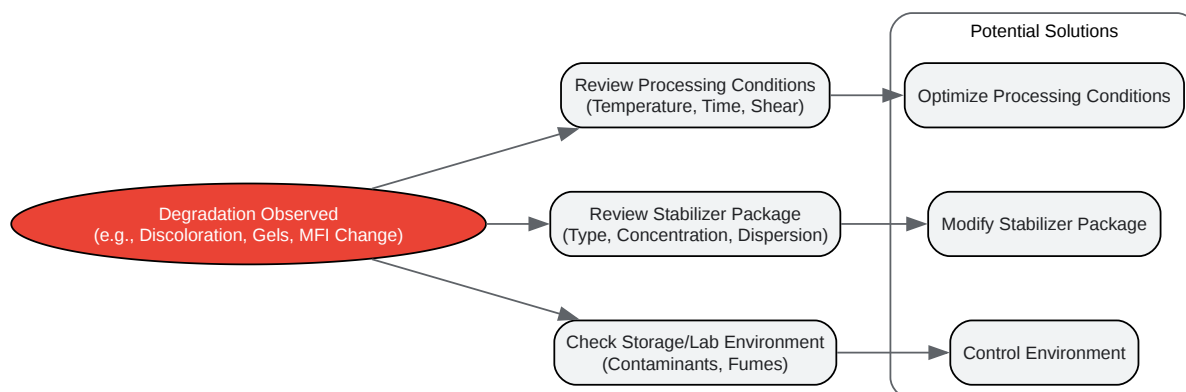 Potential Solutions
Review Processing Conditions
(Temperature, Time, Shear)
Optimize Processing Conditions
Degradation Observed
(e.g., Discoloration, Gels, MFI Change)
Review Stabilizer Package
(Type, Concentration, Dispersion)
Modify Stabilizer Package
Check Storage/Lab Environment
(Contaminants, Fumes)
Control Environment